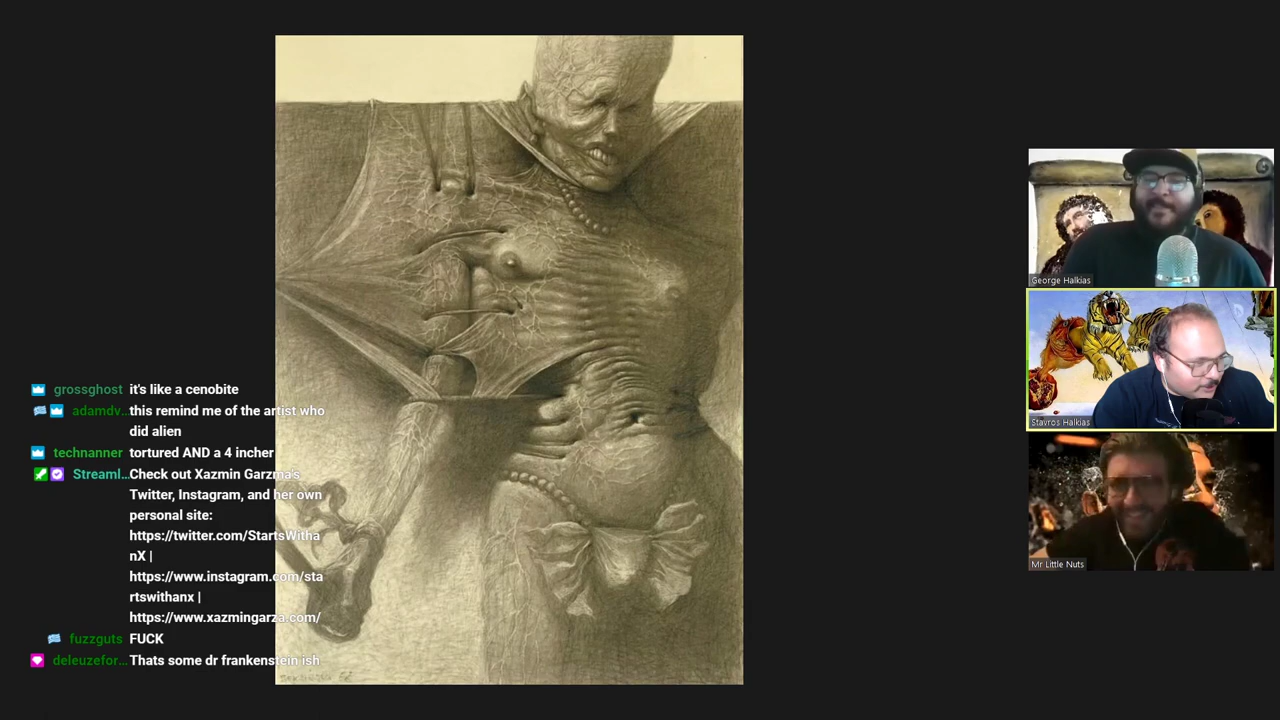 grossghost it's like a cenobite
adamdv... this remind me of the artist who
did alien
technanner tortured AND a 4 incher
Streaml... Check out Xazmin Garzma's
Twitter, Instagram, and her own
personal site:
https://twitter.com/StartsWitha
nX |
https://www.instagram.com/sta
rtswithanx |
https://www.xazmingarza.com/
fuzzguts FUCK
deleuzefor... Thats some dr frankenstein ish
George Halkias
Stavros Halkias
Mr Little Nuts